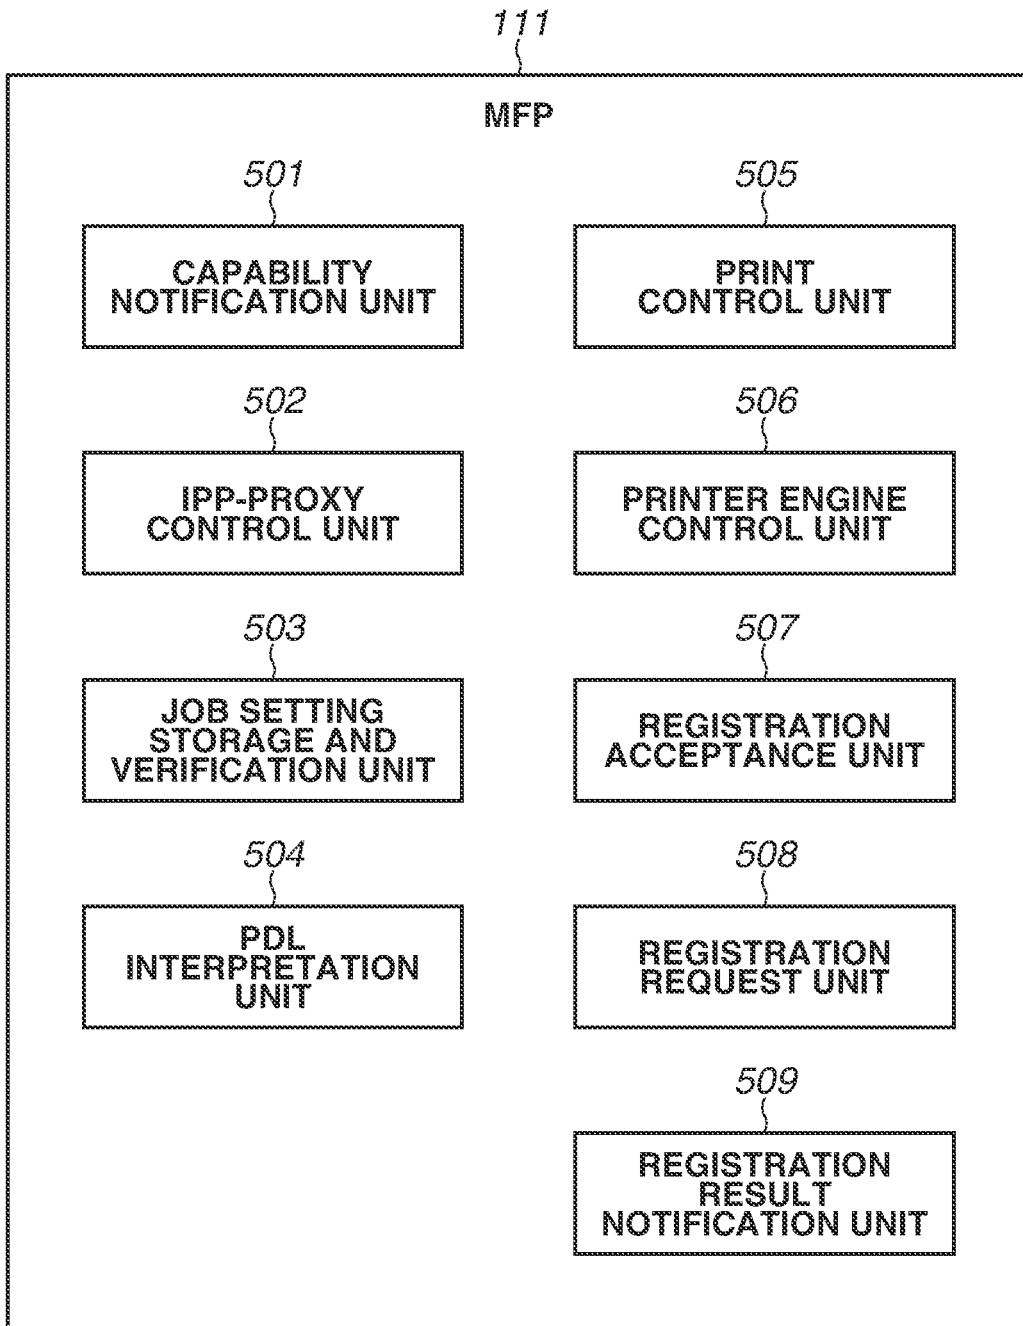 111
MFP
501
CAPABILITY
NOTIFICATION UNIT
502
IPP-PROXY
CONTROL UNIT
503
JOB SETTING
STORAGE AND
VERIFICATION UNIT
504
PDL
INTERPRETATION
UNIT
505
PRINT
CONTROL UNIT
506
PRINTER ENGINE
CONTROL UNIT
507
REGISTRATION
ACCEPTANCE UNIT
508
REGISTRATION
REQUEST UNIT
509
REGISTRATION
RESULT
NOTIFICATION UNIT